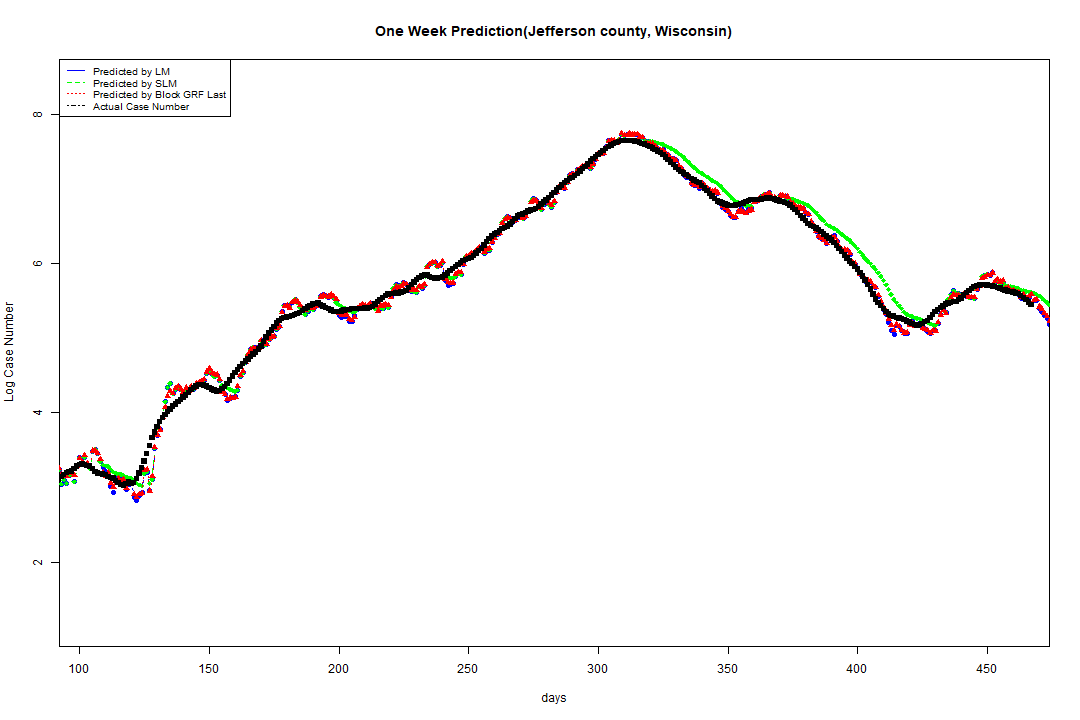 One Week Prediction(Jefferson county, Wisconsin)
Predicted by LM
Predicted by SLM
Predicted by Block GRF Last
Actual Case Number
8
6
4
2
Log Case Number
100 150 200 250 300 350 400 450
days